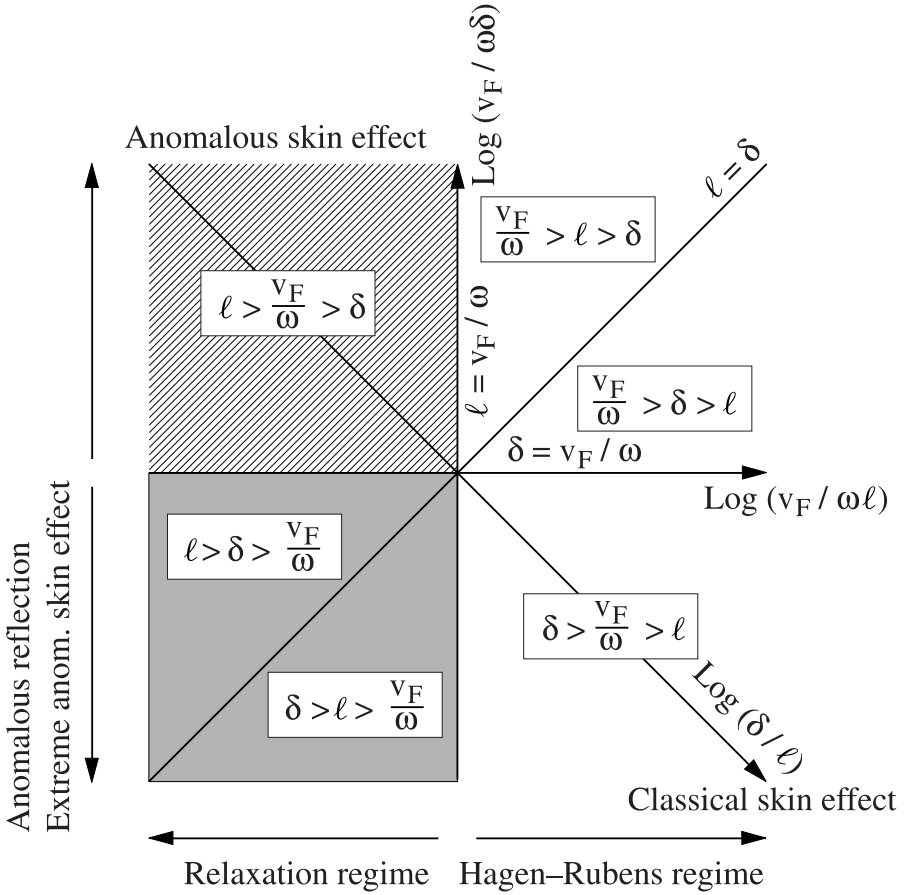 Log (v_F / ωδ)
Anomalous skin effect
ℓ = δ
v_F/ω > ℓ > δ
ℓ > v_F/ω > δ
ℓ = v_F / ω
v_F/ω > δ > ℓ
δ = v_F / ω
Log (v_F / ωℓ)
Anomalous reflection
Extreme anom. skin effect
ℓ > δ > v_F/ω
δ > v_F/ω > ℓ
δ > ℓ > v_F/ω
Log (δ / ℓ)
Classical skin effect
Relaxation regime
Hagen–Rubens regime